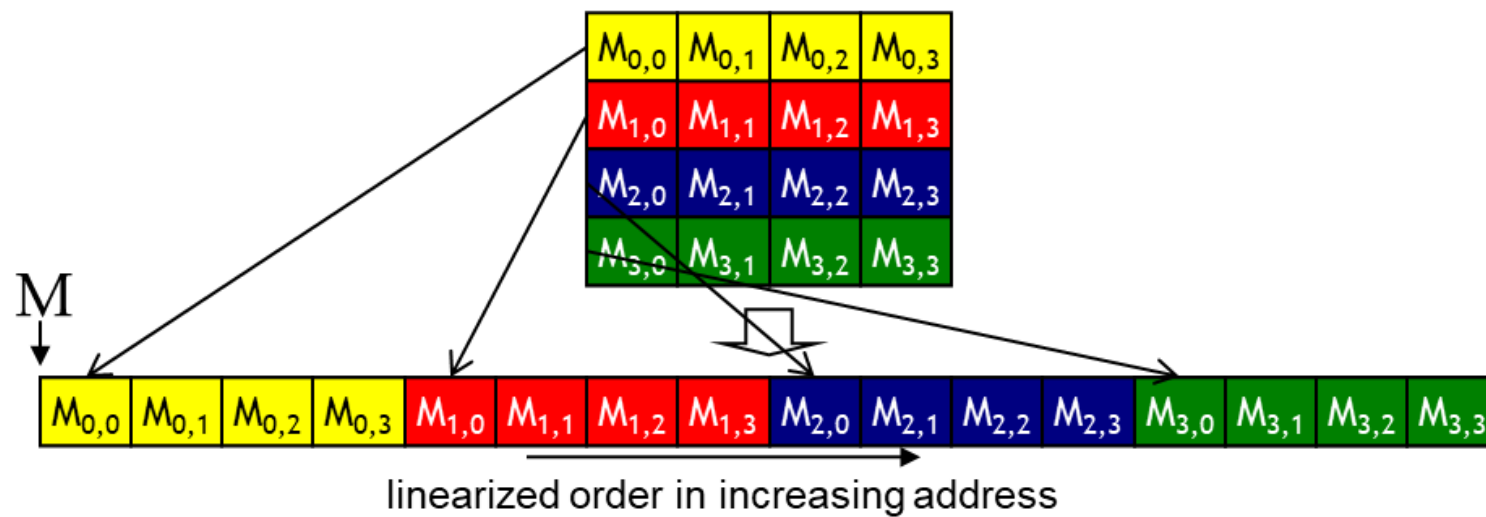 M0,0 M0,1 M0,2 M0,3
M1,0 M1,1 M1,2 M1,3
M2,0 M2,1 M2,2 M2,3
M3,0 M3,1 M3,2 M3,3
M
M0,0 M0,1 M0,2 M0,3 M1,0 M1,1 M1,2 M1,3 M2,0 M2,1 M2,2 M2,3 M3,0 M3,1 M3,2 M3,3
linearized order in increasing address